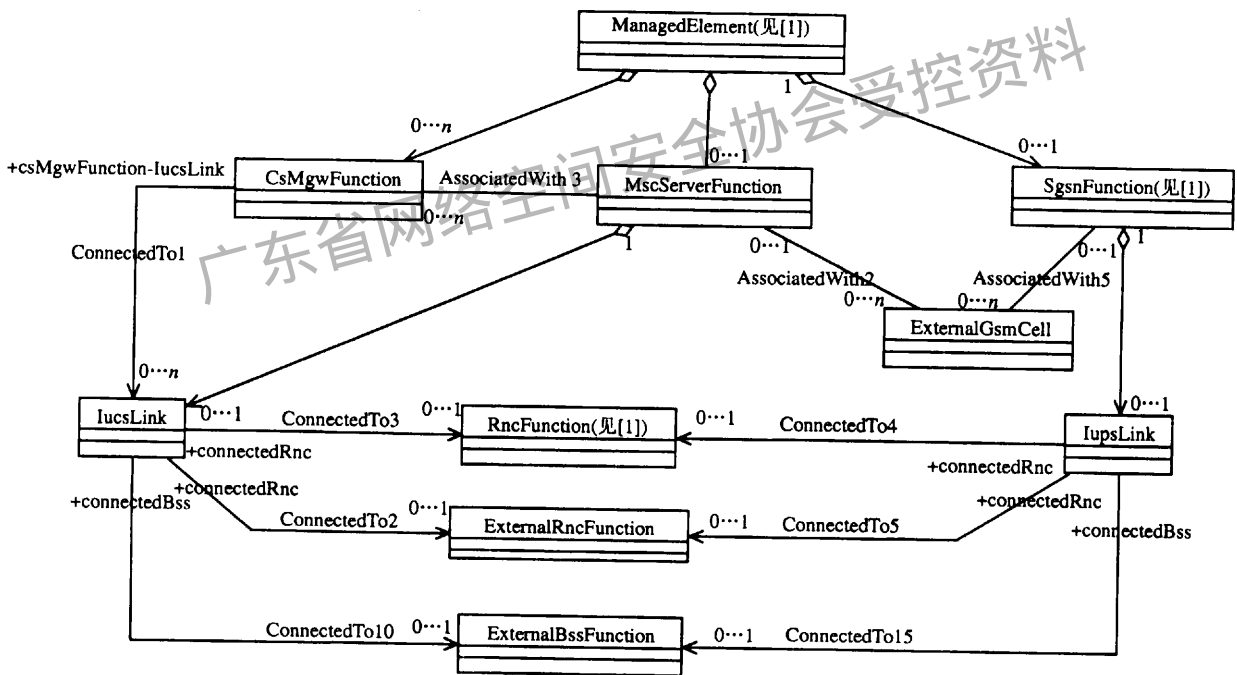 ManagedElement(见[1])
1
0…n
0…1
0…1
+csMgwFunction-IucsLink
CsMgwFunction
AssociatedWith 3
MscServerFunction
SgsnFunction(见[1])
0…n
1
0…1
0…1
1
ConnectedTo1
AssociatedWith2
AssociatedWith5
0…n
0…n
ExternalGsmCell
0…n
IucsLink
0…1
ConnectedTo3
0…1
RncFunction(见[1])
0…1
ConnectedTo4
0…1
IupsLink
+connectedRnc
+connectedRnc
+connectedRnc
+connectedRnc
+connectedBss
ConnectedTo2
0…1
ExternalRncFunction
0…1
ConnectedTo5
+connectedBss
ConnectedTo10
0…1
ExternalBssFunction
0…1
ConnectedTo15
广东省网络空间安全协会受控资料